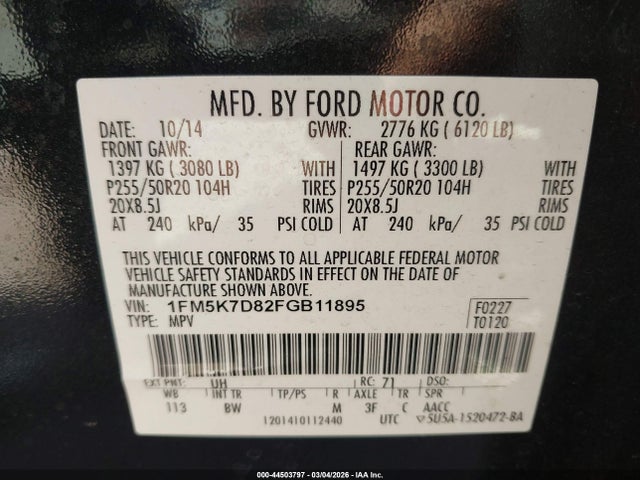 MFD. BY FORD MOTOR CO.
DATE: 10/14 GVWR: 2776 KG ( 6120 LB)
FRONT GAWR: REAR GAWR:
1397 KG ( 3080 LB) WITH 1497 KG ( 3300 LB) WITH
P255/50R20 104H TIRES P255/50R20 104H TIRES
20X8.5J RIMS 20X8.5J RIMS
AT 240 kPa/ 35 PSI COLD AT 240 kPa/ 35 PSI COLD
THIS VEHICLE CONFORMS TO ALL APPLICABLE FEDERAL MOTOR
VEHICLE SAFETY STANDARDS IN EFFECT ON THE DATE OF
MANUFACTURE SHOWN ABOVE.
VIN: 1FM5K7D82FGB11895 F0227
TYPE: MPV T0120
EXT PNT: UH RC: 71 DSO:
WB INT TR TP/PS R AXLE TR SPR
113 BW M 3F C AACC
1201410112440 UTC ▽5U5A-1520472-BA
000-44503797 - 03/04/2026 - IAA Inc.